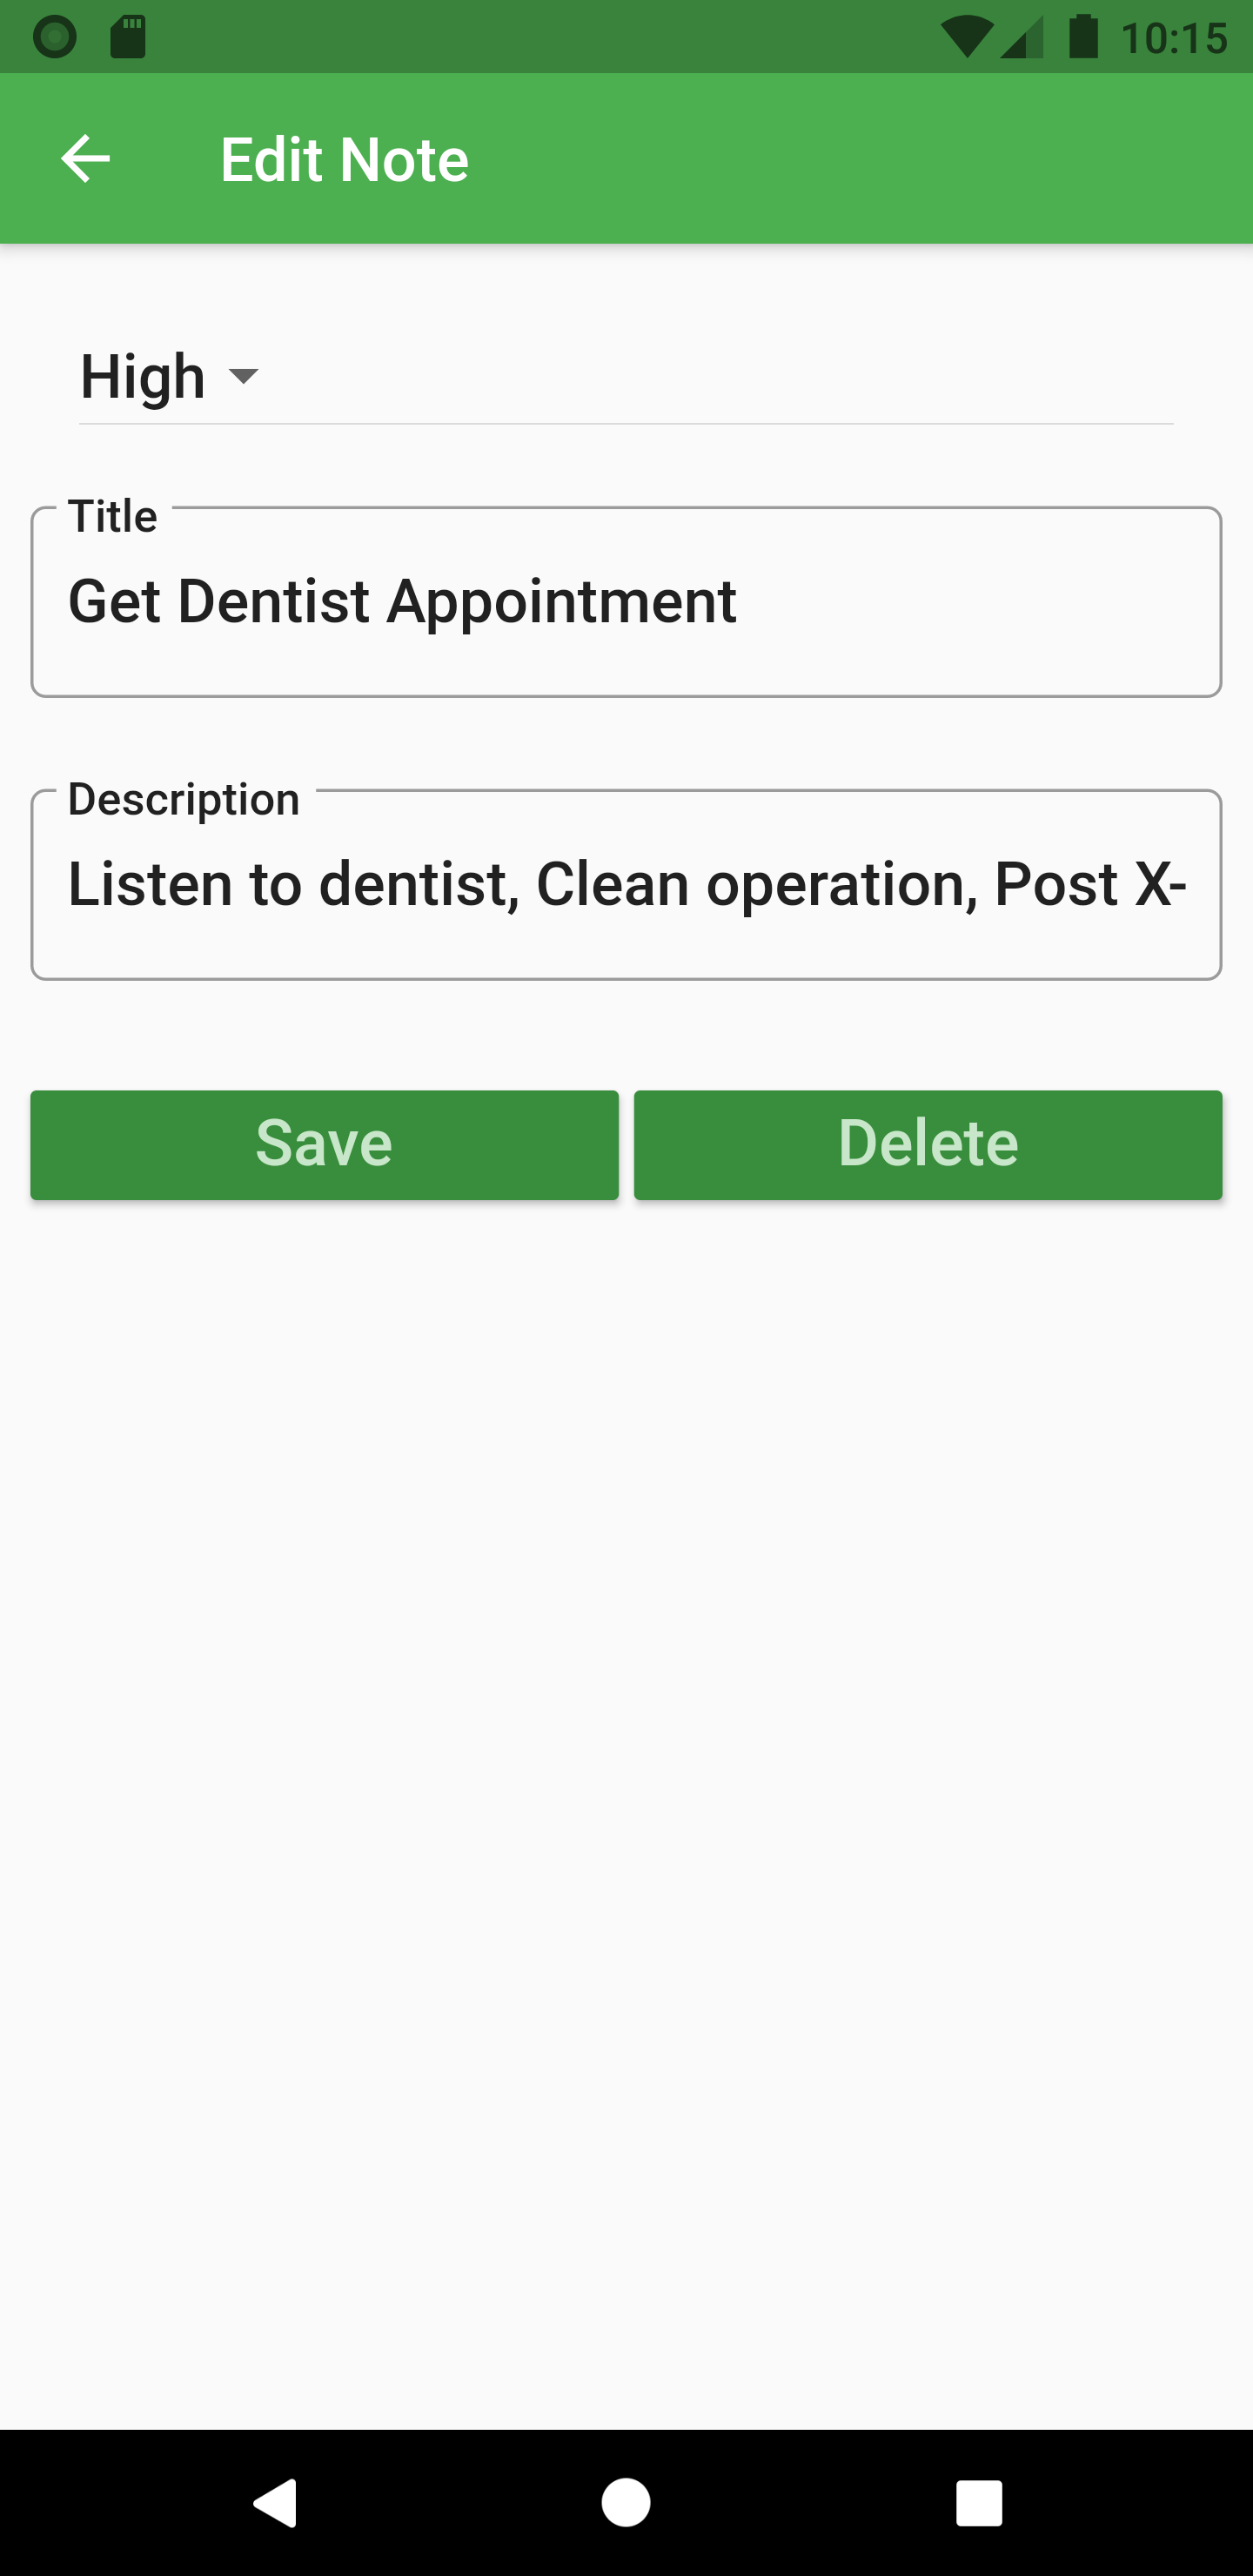 10:15
Edit Note
High
Title
Get Dentist Appointment
Description
Listen to dentist, Clean operation, Post X-
Save Delete